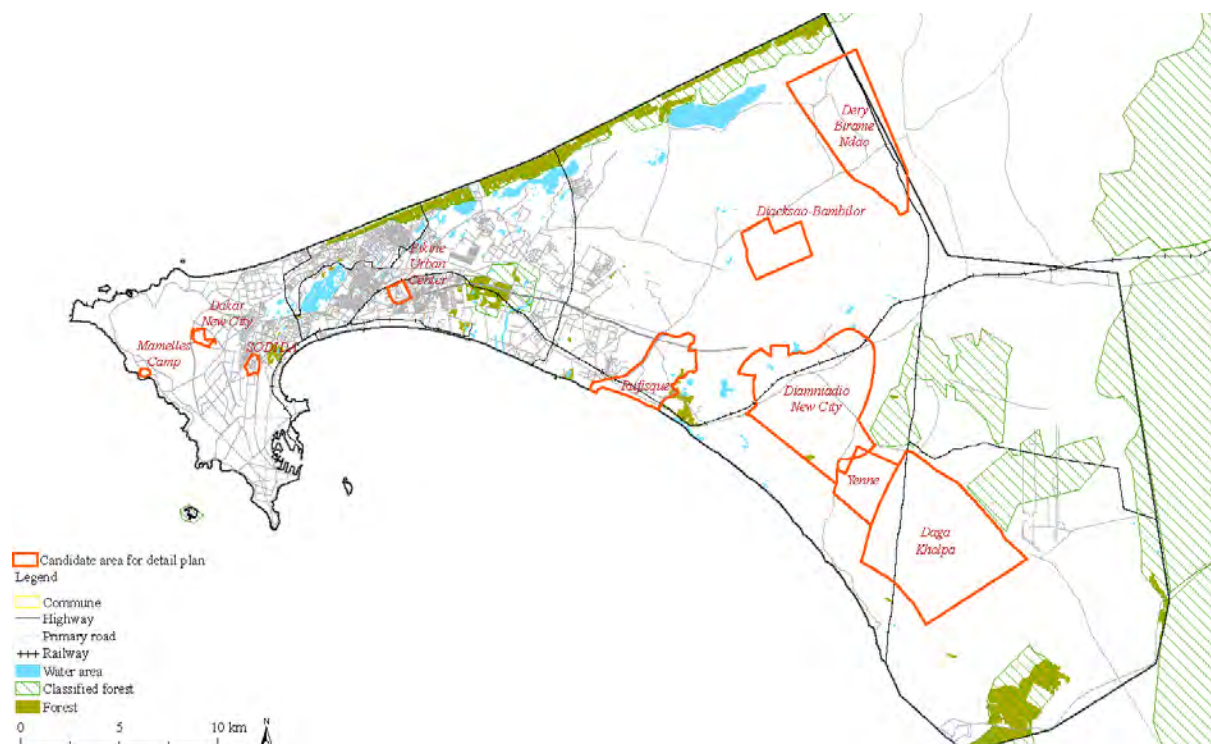 Dery
Birame
Ndao
Diacksao-Bambilor
Pikine
Urban
Center
Dakar
New City
SODIDA
Mamelles
Camp
Rufisque
Diamniadio
New City
Yenne
Daga
Kholpa
Candidate area for detail plan
Legend
Commune
Highway
Primary road
Railway
Water area
Classified forest
Forest
0 5 10 km
N